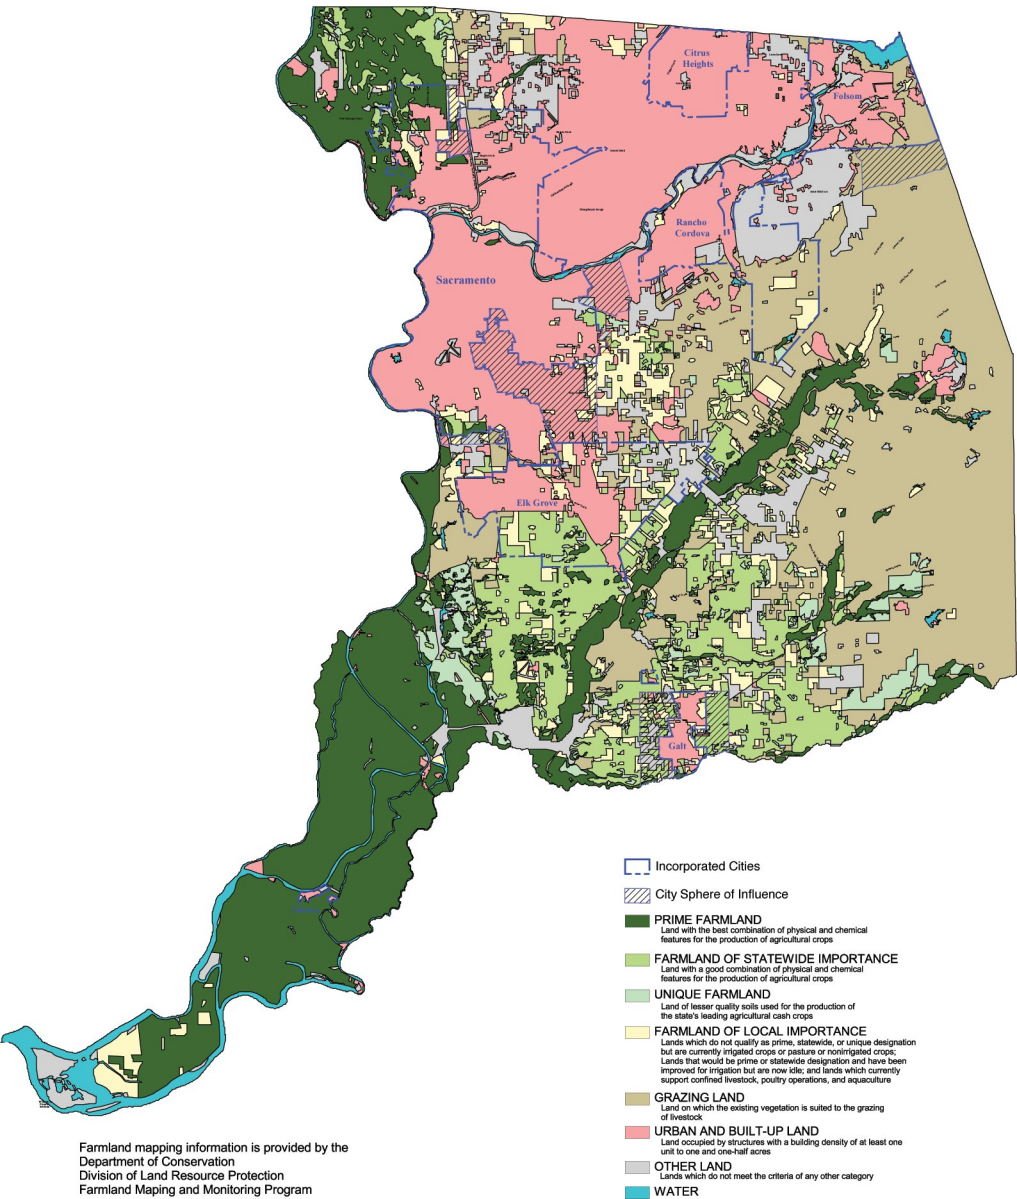 Citrus
Heights
Folsom
Rancho
Cordova
Sacramento
Elk Grove
Galt
Incorporated Cities
City Sphere of Influence
PRIME FARMLAND
Land with the best combination of physical and chemical
features for the production of agricultural crops
FARMLAND OF STATEWIDE IMPORTANCE
Land with a good combination of physical and chemical
features for the production of agricultural crops
UNIQUE FARMLAND
Land of lesser quality soils used for the production of
the state's leading agricultural cash crops
FARMLAND OF LOCAL IMPORTANCE
Lands which do not qualify as prime, statewide, or unique designation
but are currently irrigated crops or pasture or nonirrigated crops;
Lands that would be prime or statewide designation and have been
improved for irrigation but are now idle; and lands which currently
support confined livestock, poultry operations, and aquaculture
GRAZING LAND
Land on which the existing vegetation is suited to the grazing
of livestock
URBAN AND BUILT-UP LAND
Land occupied by structures with a building density of at least one
unit to one and one-half acres
OTHER LAND
Lands which do not meet the criteria of any other category
WATER
Farmland mapping information is provided by the
Department of Conservation
Division of Land Resource Protection
Farmland Maping and Monitoring Program